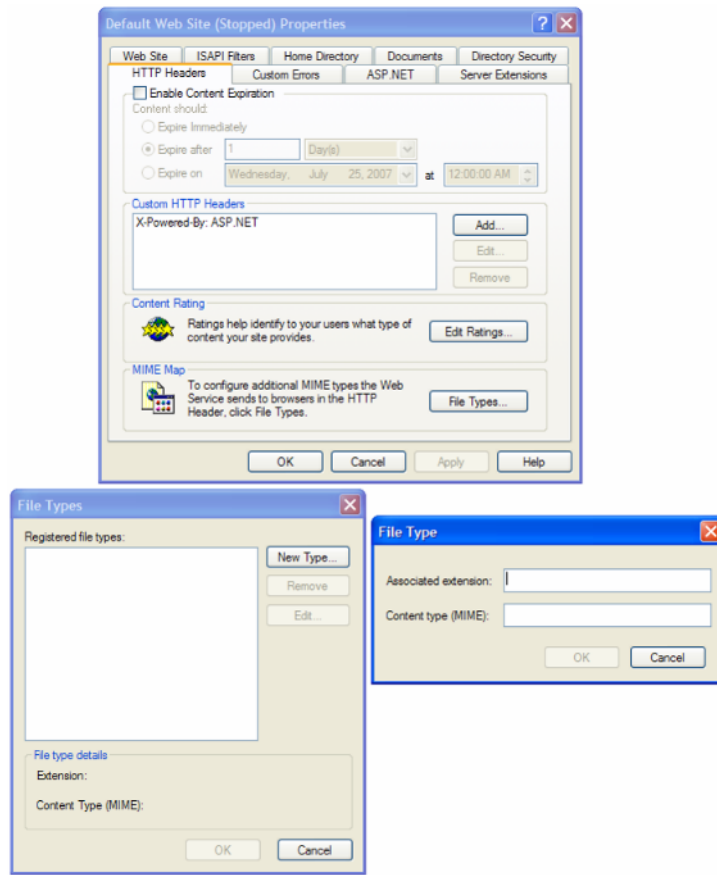 Default Web Site (Stopped) Properties
Web Site ISAPI Filters Home Directory Documents Directory Security
HTTP Headers Custom Errors ASP.NET Server Extensions
Enable Content Expiration
Content should:
Expire Immediately
Expire after 1 Day(s)
Expire on Wednesday, July 25, 2007 at 12:00:00 AM
Custom HTTP Headers
X-Powered-By: ASP.NET
Add...
Edit...
Remove
Content Rating
Ratings help identify to your users what type of
content your site provides.
Edit Ratings...
MIME Map
To configure additional MIME types the Web
Service sends to browsers in the HTTP
Header, click File Types.
File Types...
OK Cancel Apply Help
File Types
Registered file types:
New Type...
Remove
Edit...
File type details
Extension:
Content Type (MIME):
OK Cancel
File Type
Associated extension:
Content type (MIME):
OK Cancel